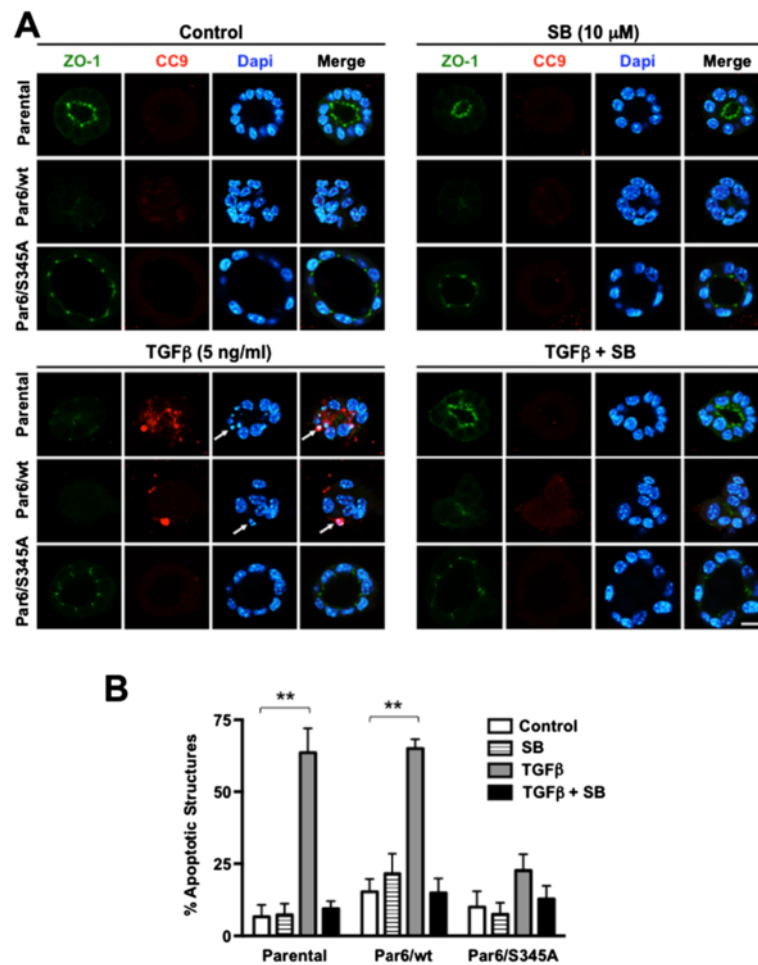 A
Control
SB (10 μM)
ZO-1 CC9 Dapi Merge
ZO-1 CC9 Dapi Merge
Parental
Par6/wt
Par6/S345A
TGFβ (5 ng/ml)
TGFβ + SB
Parental
Par6/wt
Par6/S345A
B
% Apoptotic Structures
75
50
25
0
**
**
Control
SB
TGFβ
TGFβ + SB
Parental Par6/wt Par6/S345A